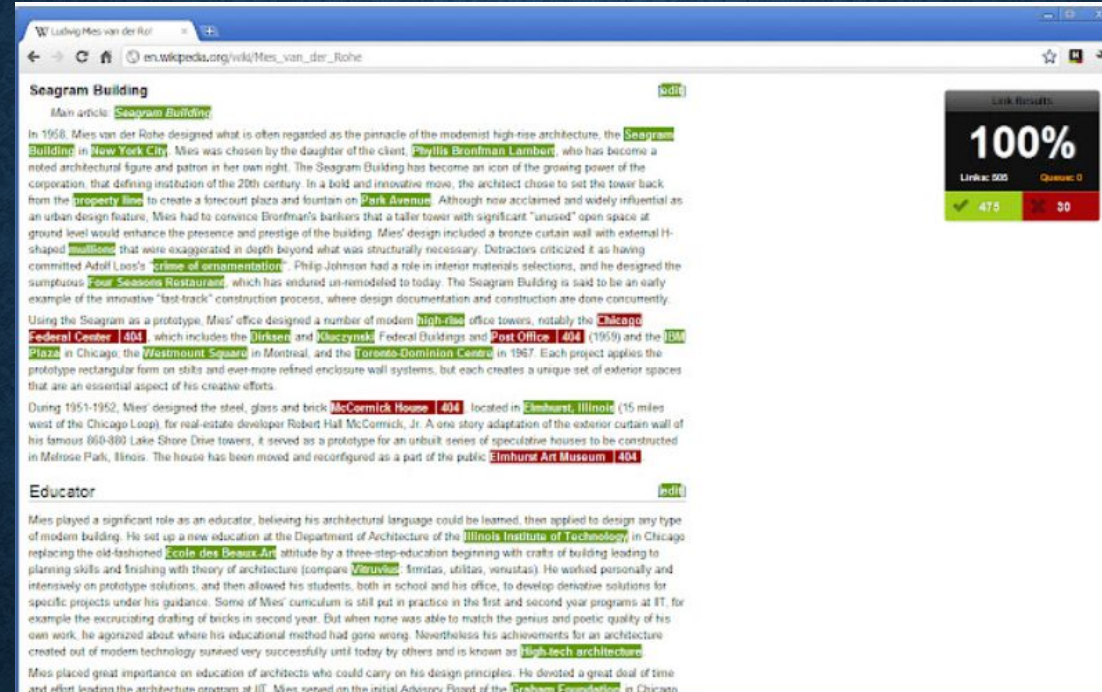 Ludwig Mies van der Rol
en.wikipedia.org/wiki/Mies_van_der_Rohe
Seagram Building [edit]
Main article: Seagram Building
In 1958, Mies van der Rohe designed what is often regarded as the pinnacle of the modernist high-rise architecture, the Seagram
Building in New York City. Mies was chosen by the daughter of the client, Phyllis Bronfman Lambert, who has become a
noted architectural figure and patron in her own right. The Seagram Building has become an icon of the growing power of the
corporation, that defining institution of the 20th century. In a bold and innovative move, the architect chose to set the tower back
from the property line to create a forecourt plaza and fountain on Park Avenue. Although now acclaimed and widely influential as
an urban design feature, Mies had to convince Bronfman's bankers that a taller tower with significant "unused" open space at
ground level would enhance the presence and prestige of the building. Mies' design included a bronze curtain wall with external H-
shaped mullions that were exaggerated in depth beyond what was structurally necessary. Detractors criticized it as having
committed Adolf Loos's "crime of ornamentation". Philip Johnson had a role in interior materials selections, and he designed the
sumptuous Four Seasons Restaurant, which has endured un-remodeled to today. The Seagram Building is said to be an early
example of the innovative "fast-track" construction process, where design documentation and construction are done concurrently.
Using the Seagram as a prototype, Mies' office designed a number of modern high-rise office towers, notably the Chicago
Federal Center | 404, which includes the Dirksen and Kluczynski Federal Buildings and Post Office | 404 (1959) and the IBM
Plaza in Chicago; the Westmount Square in Montreal, and the Toronto-Dominion Centre in 1967. Each project applies the
prototype rectangular form on stilts and ever-more refined enclosure wall systems, but each creates a unique set of exterior spaces
that are an essential aspect of his creative efforts.
During 1951-1952, Mies' designed the steel, glass and brick McCormick House | 404, located in Elmhurst, Illinois (15 miles
west of the Chicago Loop), for real-estate developer Robert Hall McCormick, Jr. A one story adaptation of the exterior curtain wall of
his famous 860-880 Lake Shore Drive towers, it served as a prototype for an unbuilt series of speculative houses to be constructed
in Melrose Park, Illinois. The house has been moved and reconfigured as a part of the public Elmhurst Art Museum | 404
Educator [edit]
Mies played a significant role as an educator, believing his architectural language could be learned, then applied to design any type
of modern building. He set up a new education at the Department of Architecture of the Illinois Institute of Technology in Chicago
replacing the old-fashioned Ecole des Beaux-Art attitude by a three-step-education beginning with crafts of building leading to
planning skills and finishing with theory of architecture (compare Vitruvius: firmitas, utilitas, venustas). He worked personally and
intensively on prototype solutions, and then allowed his students, both in school and his office, to develop derivative solutions for
specific projects under his guidance. Some of Mies' curriculum is still put in practice in the first and second year programs at IIT, for
example the excruciating drafting of bricks in second year. But when none was able to match the genius and poetic quality of his
own work, he agonized about where his educational method had gone wrong. Nevertheless his achievements for an architecture
created out of modern technology survived very successfully until today by others and is known as High-tech architecture.
Mies placed great importance on education of architects who could carry on his design principles. He devoted a great deal of time
and effort leading the architecture program at IIT. Mies served on the initial Advisory Board of the Graham Foundation in Chicago
Link Results
100%
Links: 505 Queue: 0
475 30